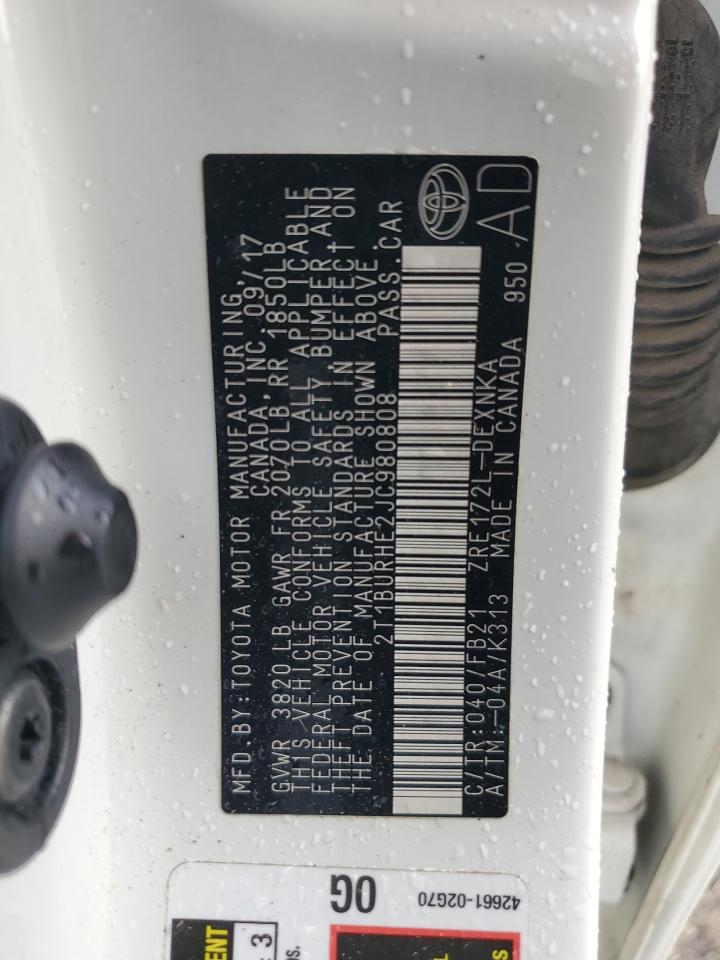 MFD. BY: TOYOTA MOTOR MANUFACTURING,
CANADA, INC. 09/17
GVWR 3820LB GAWR FR 2070LB RR 1850LB
THIS VEHICLE CONFORMS TO ALL APPLICABLE
FEDERAL MOTOR VEHICLE SAFETY, BUMPER, AND
THEFT PREVENTION STANDARDS IN EFFECT ON
THE DATE OF MANUFACTURE SHOWN ABOVE.
2T1BURHE2JC980808 PASS. CAR
C/TR: 040/FB21 ZRE172L-DEXNKA
A/TM: -04A/K313 MADE IN CANADA 950
AD
0G
42661-02G70
3